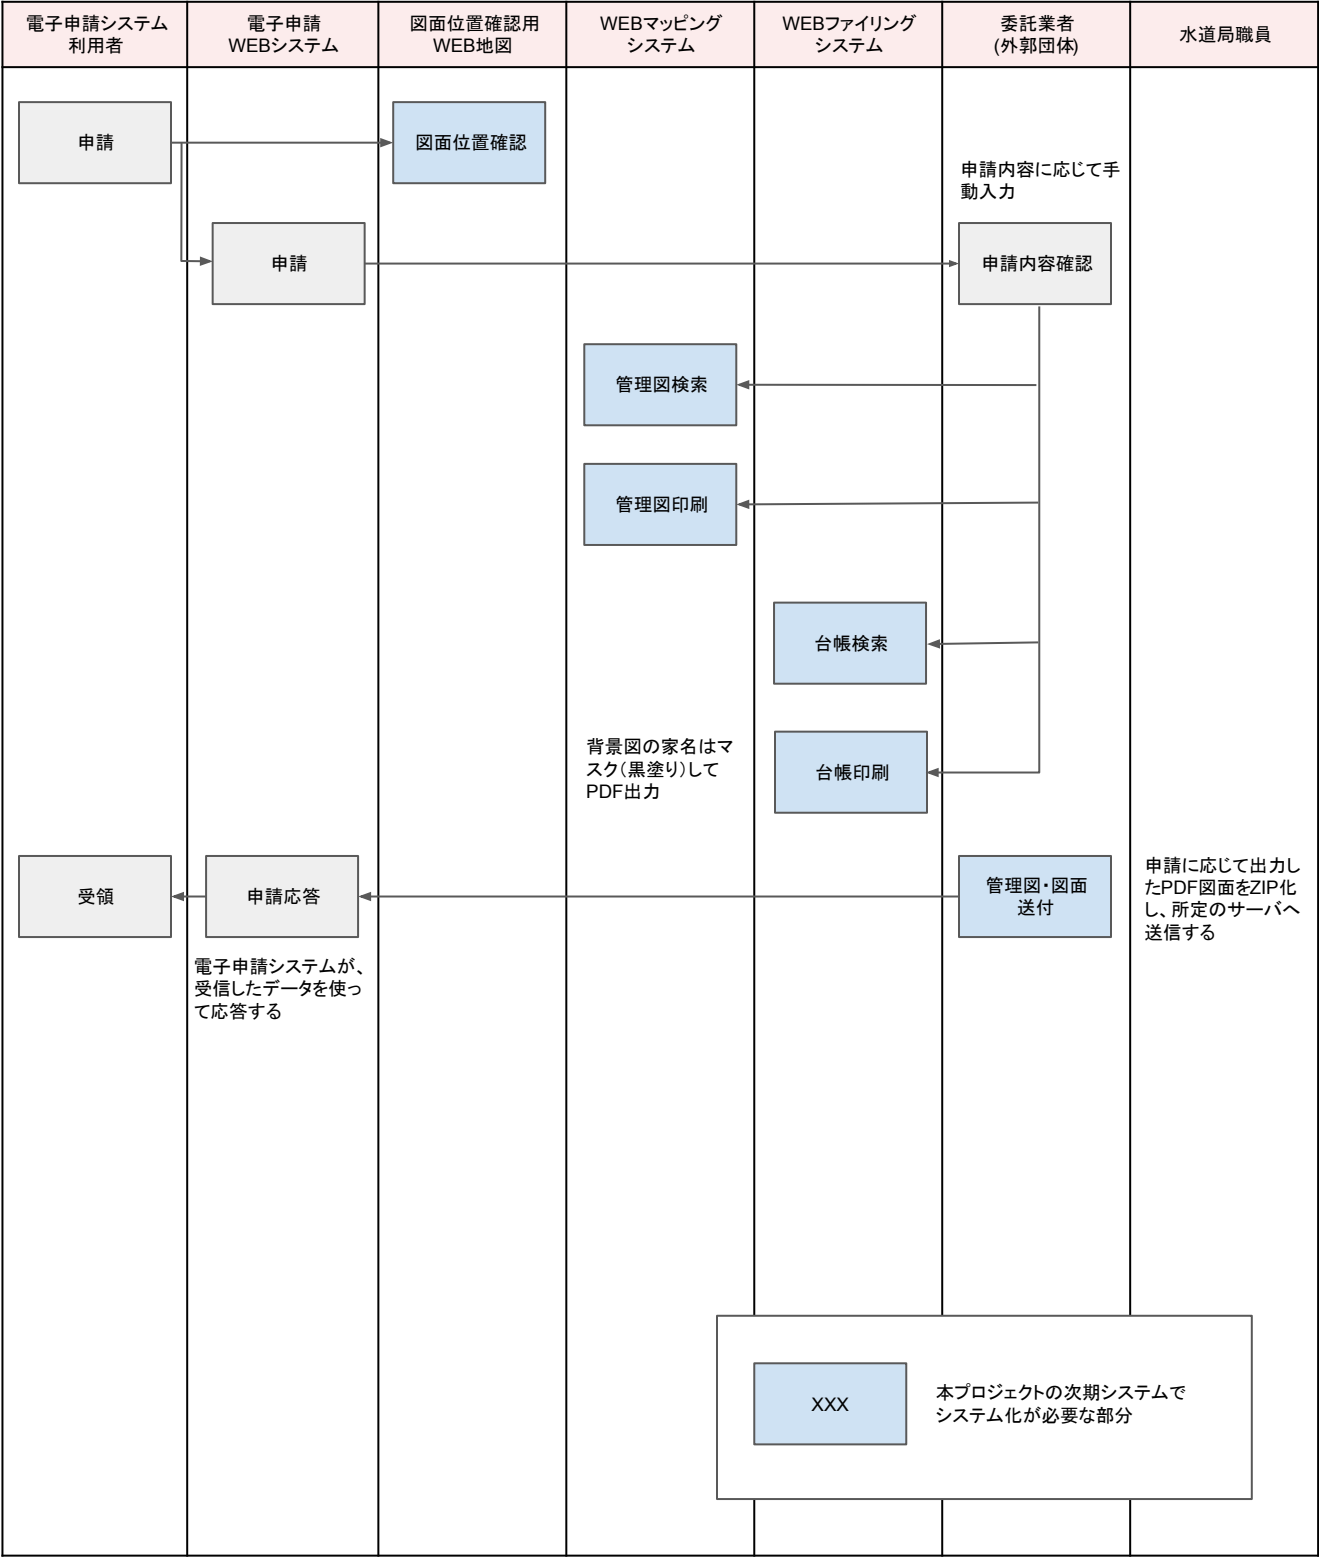 電子申請システム
利用者
電子申請
WEBシステム
図面位置確認用
WEB地図
WEBマッピング
システム
WEBファイリング
システム
委託業者
(外郭団体)
水道局職員
申請
図面位置確認
申請内容に応じて手
動入力
申請
申請内容確認
管理図検索
管理図印刷
台帳検索
背景図の家名はマ
スク(黒塗り)して
PDF出力
台帳印刷
受領
申請応答
管理図・図面
送付
申請に応じて出力し
たPDF図面をZIP化
し、所定のサーバへ
送信する
電子申請システムが、
受信したデータを使っ
て応答する
XXX
本プロジェクトの次期システムで
システム化が必要な部分